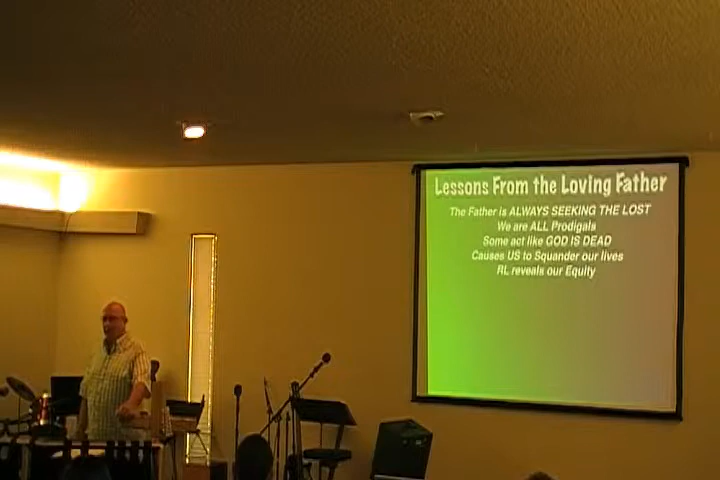 Lessons From the Loving Father
The Father is ALWAYS SEEKING THE LOST
We are ALL Prodigals
Some act like GOD IS DEAD
Causes US to Squander our lives
RL reveals our Equity